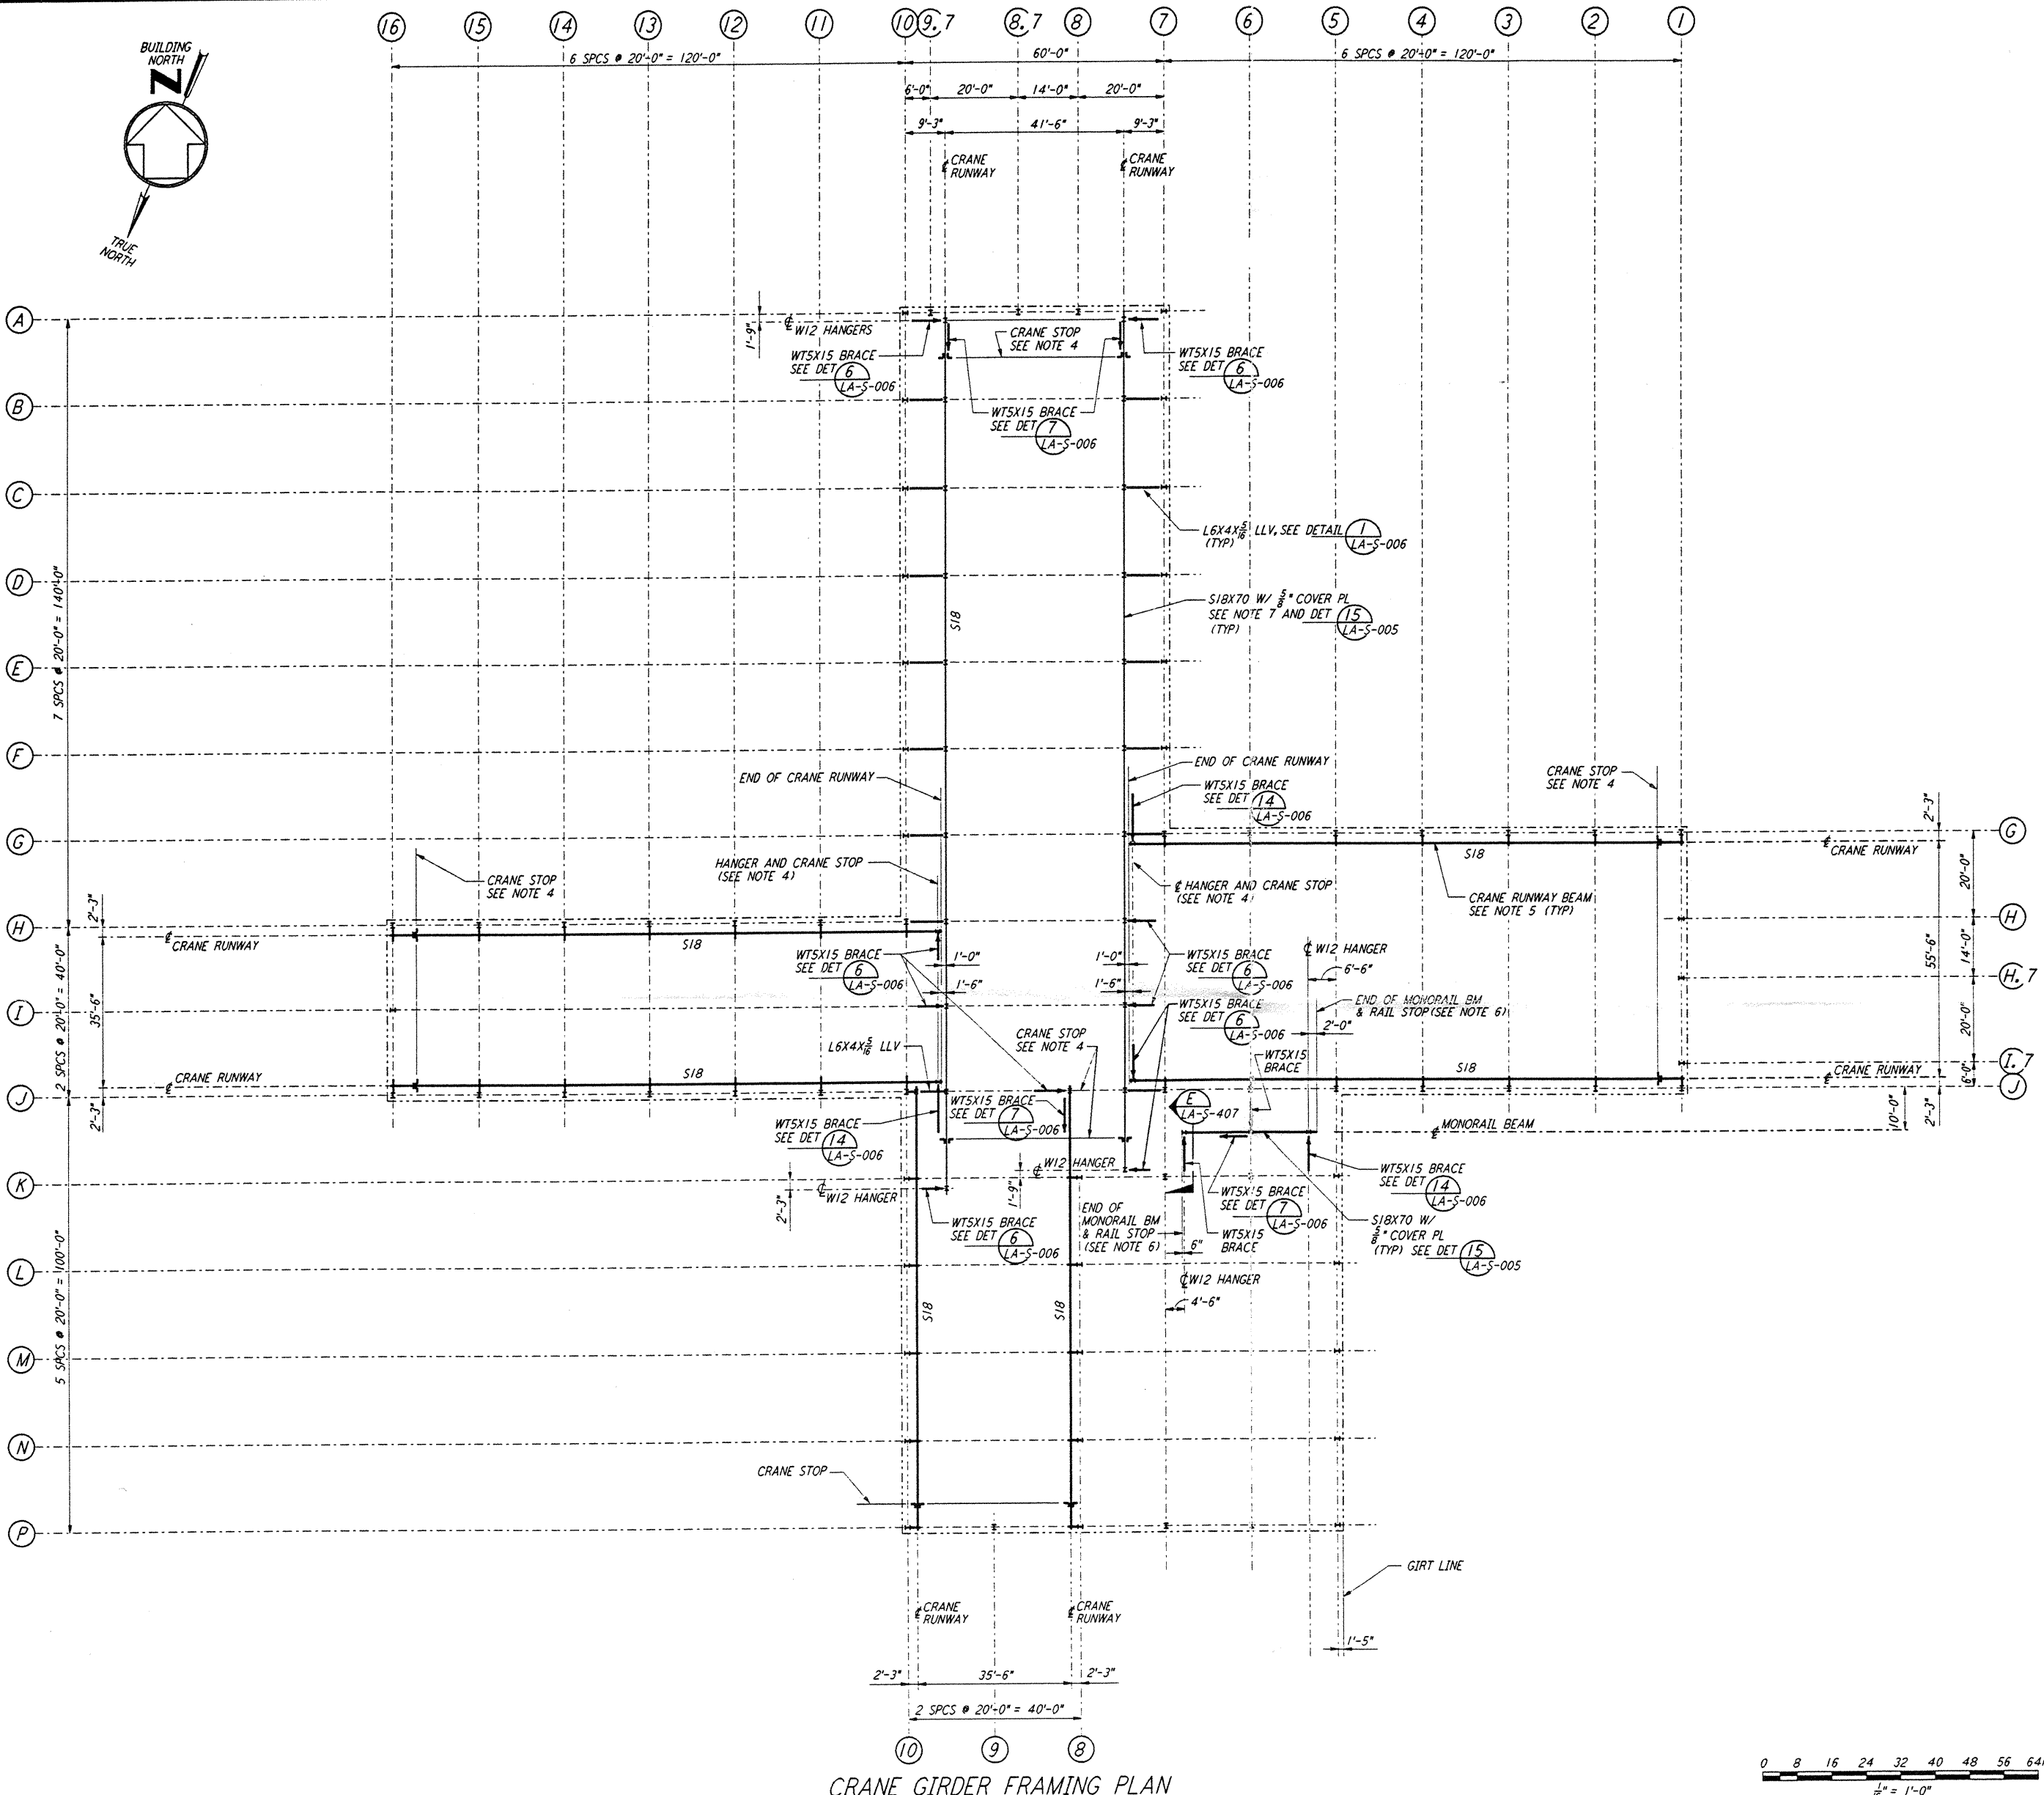 16 15 14 13 12 11 10 9.7 8.7 8 7 6 5 4 3 2 1
6 SPCS @ 20'-0" = 120'-0"
60'-0"
6 SPCS @ 20'-0" = 120'-0"
6'-0" 20'-0" 14'-0" 20'-0"
9'-3" 41'-6" 9'-3"
BUILDING
NORTH
N
TRUE
NORTH
℄ CRANE
RUNWAY
℄ CRANE
RUNWAY
A
B
C
D
E
F
G
H
I
J
K
L
M
N
P
7 SPCS @ 20'-0" = 140'-0"
2 SPCS @ 20'-0" = 40'-0"
5 SPCS @ 20'-0" = 100'-0"
1'-9"
℄ W12 HANGERS
WT5X15 BRACE
SEE DET 6
LA-S-006
CRANE STOP
SEE NOTE 4
WT5X15 BRACE
SEE DET 6
LA-S-006
WT5X15 BRACE
SEE DET 7
LA-S-006
L6X4X5/16 LLV, SEE DETAIL 1
(TYP)
LA-S-006
S18
S18X70 W/ 5/8" COVER PL
SEE NOTE 7 AND DET 15
(TYP)
LA-S-005
END OF CRANE RUNWAY
END OF CRANE RUNWAY
WT5X15 BRACE
SEE DET 14
LA-S-006
CRANE STOP
SEE NOTE 4
2'-3"
G
℄ CRANE RUNWAY
S18
CRANE RUNWAY BEAM
SEE NOTE 5 (TYP)
20'-0"
H
14'-0"
55'-6"
H.7
20'-0"
I.7
6'-0"
J
CRANE STOP
SEE NOTE 4
HANGER AND CRANE STOP
(SEE NOTE 4)
℄ HANGER AND CRANE STOP
(SEE NOTE 4)
2'-3"
35'-6"
2'-3"
℄ CRANE RUNWAY
S18
WT5X15 BRACE
SEE DET 6
LA-S-006
1'-0"
1'-6"
1'-0"
1'-6"
WT5X15 BRACE
SEE DET 6
LA-S-006
℄ W12 HANGER
6'-6"
WT5X15 BRACE
SEE DET 6
LA-S-006
END OF MONORAIL BM
& RAIL STOP (SEE NOTE 6)
2'-0"
L6X4X5/16 LLV
CRANE STOP
SEE NOTE 4
WT5X15
BRACE
℄ CRANE RUNWAY
S18
S18
℄ CRANE RUNWAY
10'-0"
2'-3"
WT5X15 BRACE
SEE DET 7
LA-S-006
E
LA-S-407
℄ MONORAIL BEAM
WT5X15 BRACE
SEE DET 14
LA-S-006
℄ W12 HANGER
1'-9"
WT5X15 BRACE
SEE DET 14
LA-S-006
2'-3"
℄ W12 HANGER
WT5X15 BRACE
SEE DET 6
LA-S-006
END OF
MONORAIL BM
& RAIL STOP
(SEE NOTE 6)
6"
WT5X15
BRACE
WT5X15 BRACE
SEE DET 7
LA-S-006
S18X70 W/
5/8" COVER PL
(TYP) SEE DET 15
LA-S-005
℄ W12 HANGER
4'-6"
S18
S18
CRANE STOP
GIRT LINE
℄ CRANE
RUNWAY
℄ CRANE
RUNWAY
1'-5"
2'-3" 35'-6" 2'-3"
2 SPCS @ 20'-0" = 40'-0"
10 9 8
CRANE GIRDER FRAMING PLAN
0 8 16 24 32 40 48 56 64
1/16" = 1'-0"